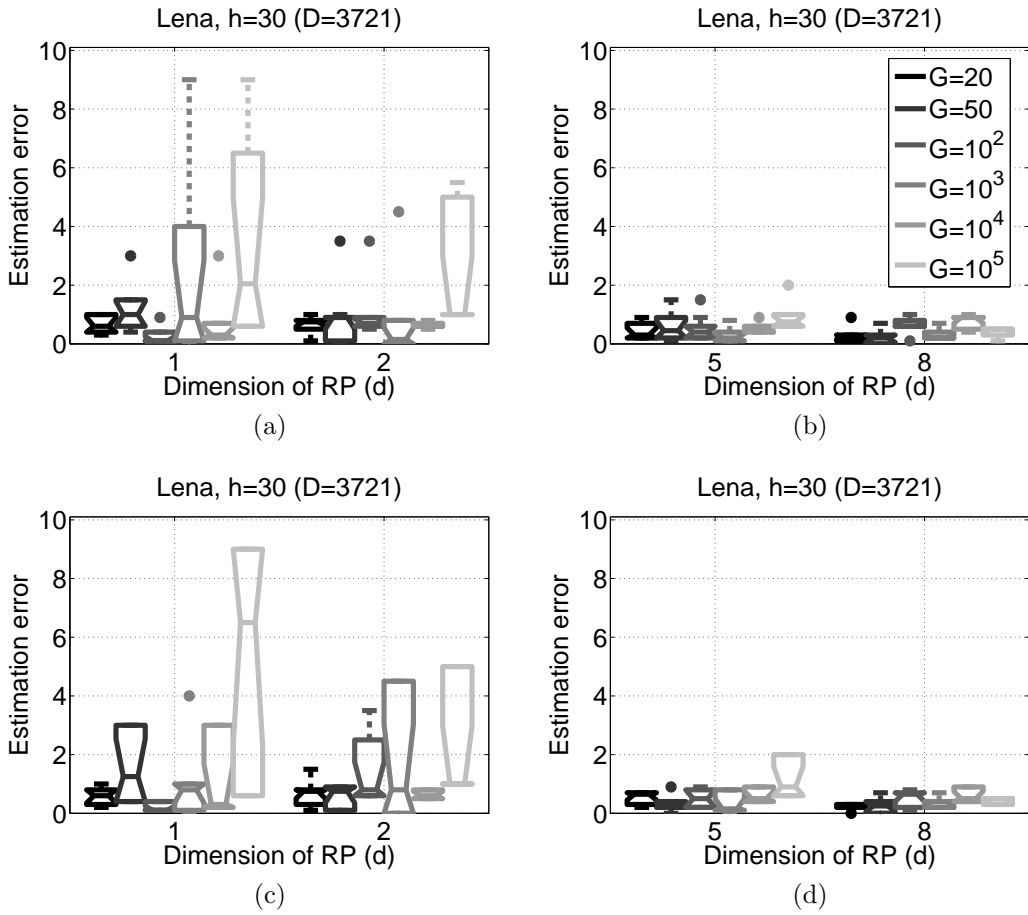 Lena, h=30 (D=3721)
10
8
6
4
2
0
Estimation error
1
2
Dimension of RP (d)
(a)
Lena, h=30 (D=3721)
10
8
6
4
2
0
Estimation error
G=20
G=50
G=10²
G=10³
G=10⁴
G=10⁵
5
8
Dimension of RP (d)
(b)
Lena, h=30 (D=3721)
10
8
6
4
2
0
Estimation error
1
2
Dimension of RP (d)
(c)
Lena, h=30 (D=3721)
10
8
6
4
2
0
Estimation error
5
8
Dimension of RP (d)
(d)